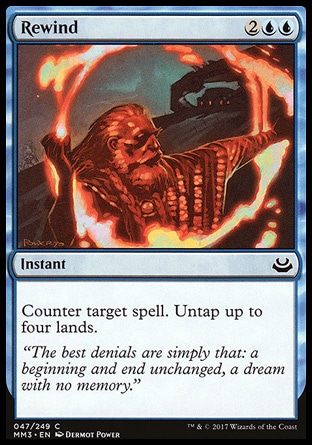 Rewind 2
Instant
Counter target spell. Untap up to
four lands.
"The best denials are simply that: a
beginning and end unchanged, a dream
with no memory."
047/249 C
MM3 • EN Dermot Power
™ & © 2017 Wizards of the Coast